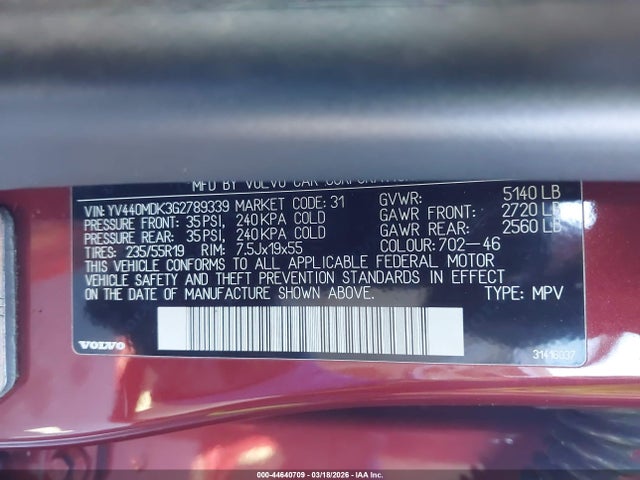 MFD BY VOLVO CAR CORPORATION
VIN: YV440MDK3G2789339 MARKET CODE: 31
PRESSURE FRONT: 35 PSI, 240 KPA COLD
PRESSURE REAR: 35 PSI, 240 KPA COLD
TIRES: 235/55R19 RIM: 7.5Jx19x55
GVWR: 5140 LB
GAWR FRONT: 2720 LB
GAWR REAR: 2560 LB
COLOUR: 702-46
THIS VEHICLE CONFORMS TO ALL APPLICABLE FEDERAL MOTOR
VEHICLE SAFETY AND THEFT PREVENTION STANDARDS IN EFFECT
ON THE DATE OF MANUFACTURE SHOWN ABOVE. TYPE: MPV
VOLVO 31416037
000-44640709 - 03/18/2026 - IAA Inc.